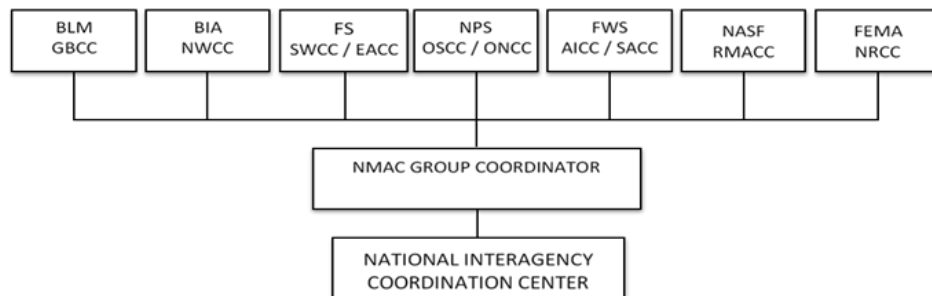 BLM
GBCC
BIA
NWCC
FS
SWCC / EACC
NPS
OSCC / ONCC
FWS
AICC / SACC
NASF
RMACC
FEMA
NRCC
NMAC GROUP COORDINATOR
NATIONAL INTERAGENCY
COORDINATION CENTER